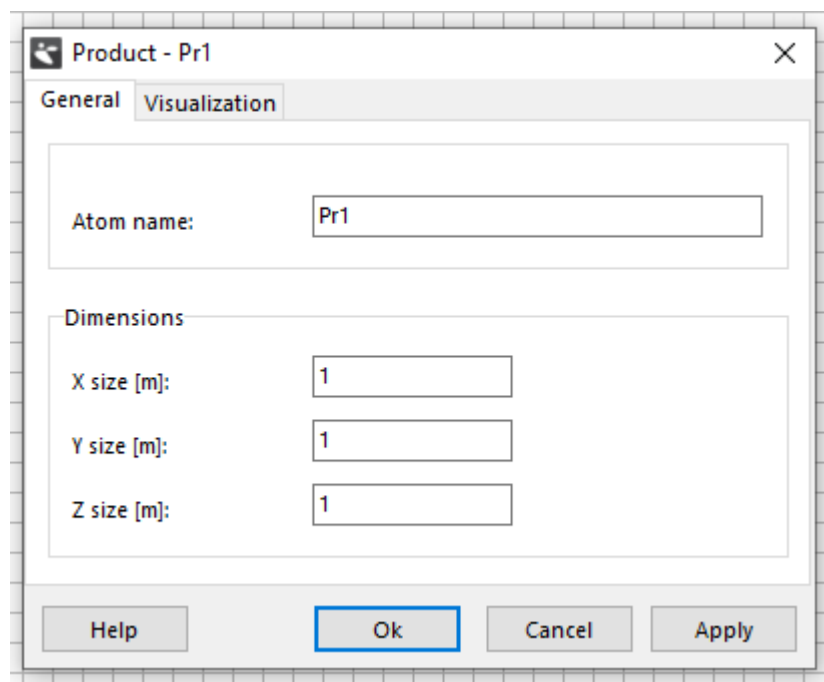 Product - Pr1
General Visualization
Atom name: Pr1
Dimensions
X size [m]: 1
Y size [m]: 1
Z size [m]: 1
Help Ok Cancel Apply